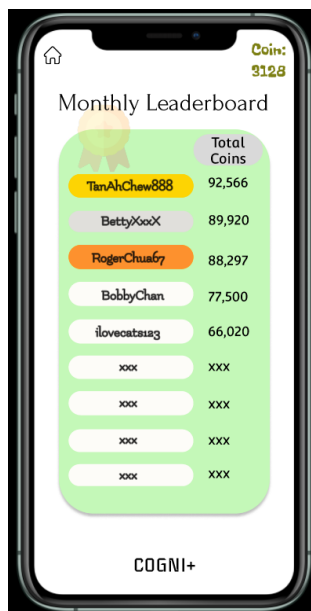 Coin:
3128
Monthly Leaderboard
Total
Coins
TanAhChew888 92,566
BettyXxxX 89,920
RogerChua67 88,297
BobbyChan 77,500
ilovecats123 66,020
xxx xxx
xxx xxx
xxx xxx
xxx xxx
COGNI+